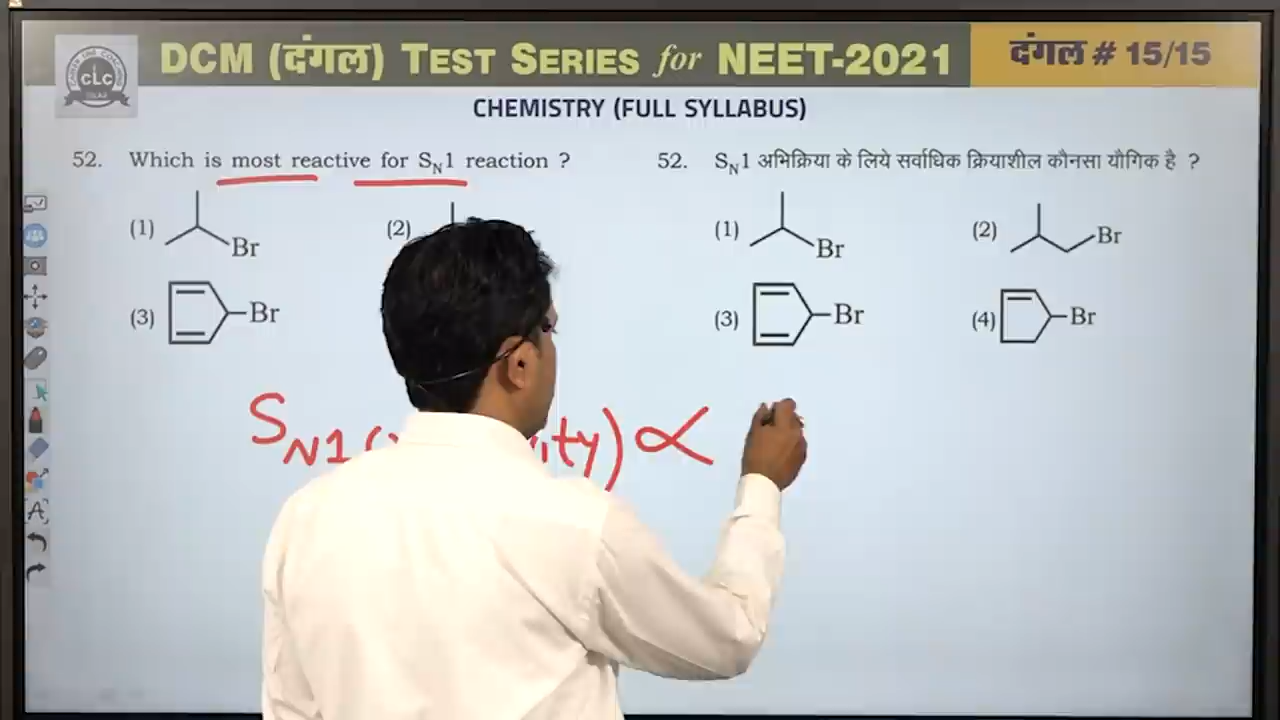 DCM (दंगल) TEST SERIES for NEET-2021
दंगल # 15/15
CLC
CHEMISTRY (FULL SYLLABUS)
52. Which is most reactive for SN1 reaction ?
(1) Br
(2)
(3) Br
52. SN1 अभिक्रिया के लिये सर्वाधिक क्रियाशील कौनसा यौगिक है ?
(1) Br
(2) Br
(3) Br
(4) Br
SN1 ( ity) ∝